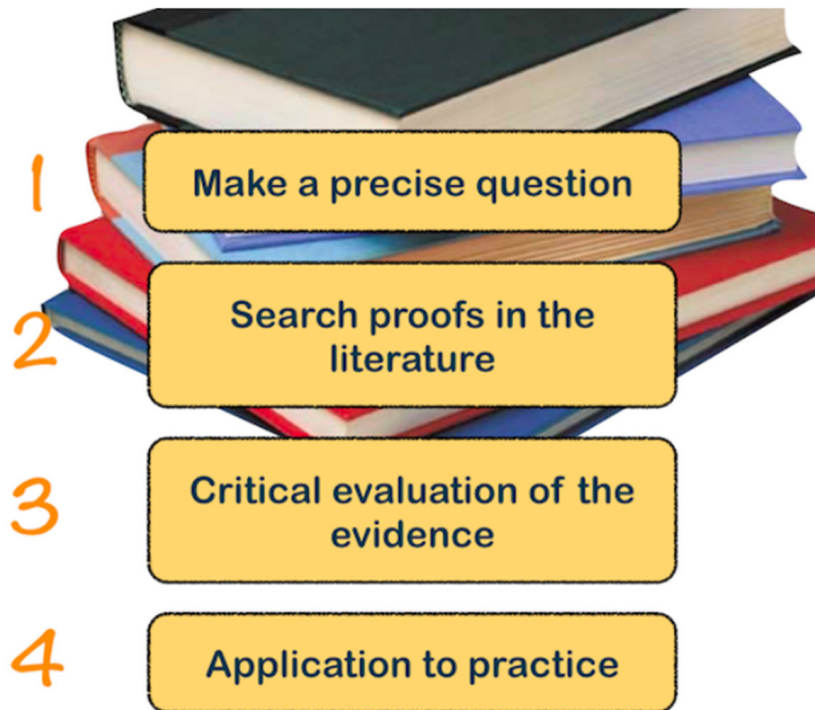 1
Make a precise question
2
Search proofs in the
literature
3
Critical evaluation of the
evidence
4
Application to practice